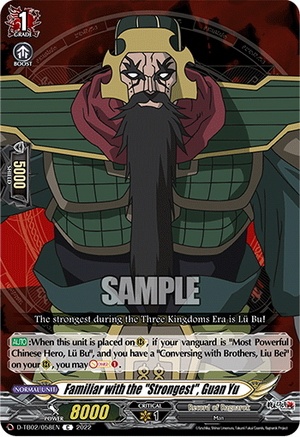 1
GRADE
BOOST
5000
SHIELD
SAMPLE
The strongest during the Three Kingdoms Era is Lü Bu!
AUTO:When this unit is placed on , if your vanguard is "Most Powerful
Chinese Hero, Lü Bu", and you have a "Conversing with Brothers, Liu Bei"
on your , you may .
NORMAL UNIT
Familiar with the "Strongest", Guan Yu
D-TB02/058EN C 2022
POWER 8000
CRITICAL
1
Record of Ragnarok
Man